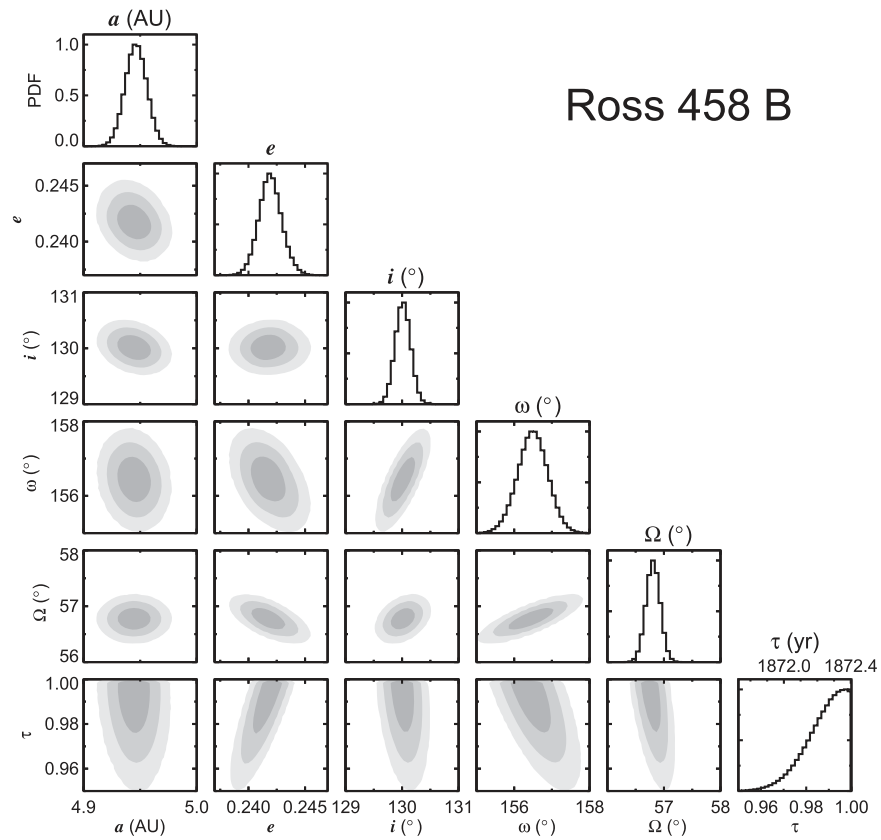 a (AU)
1.0
PDF
0.5
0.0
Ross 458 B
e
0.245
e
0.240
i (°)
131
i (°)
130
129
ω (°)
158
ω (°)
156
Ω (°)
58
Ω (°)
57
56
τ (yr)
1872.0 1872.4
1.00
τ
0.98
0.96
4.9 5.0 0.240 0.245 129 130 131 156 158 57 58 0.96 0.98 1.00
a (AU) e i (°) ω (°) Ω (°) τ